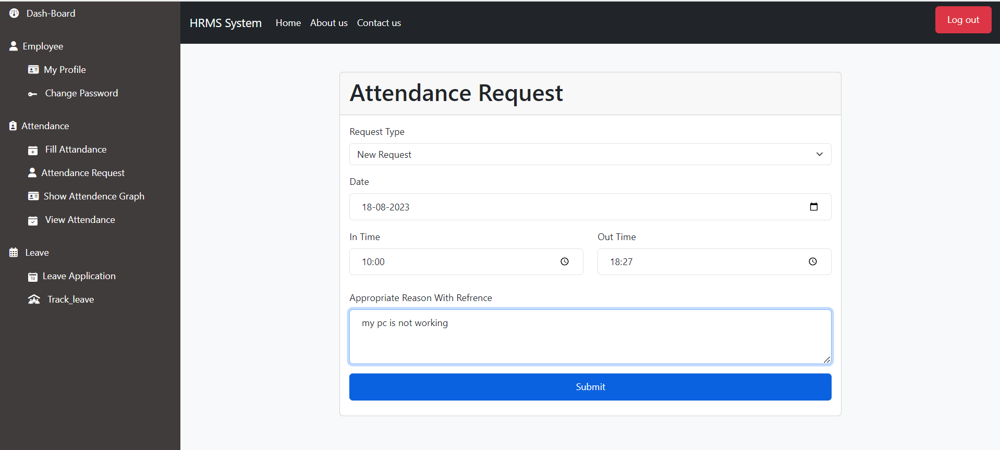 Dash-Board
Employee
My Profile
Change Password
Attendance
Fill Attandance
Attendance Request
Show Attendence Graph
View Attendance
Leave
19
Leave Application
Track_leave
HRMS System
Home
About us
Contact us
Log out
Attendance Request
Request Type
New Request
Date
18-08-2023
In Time
Out Time
10:00
18:27
Appropriate Reason With Refrence
my pc is not working
Submit